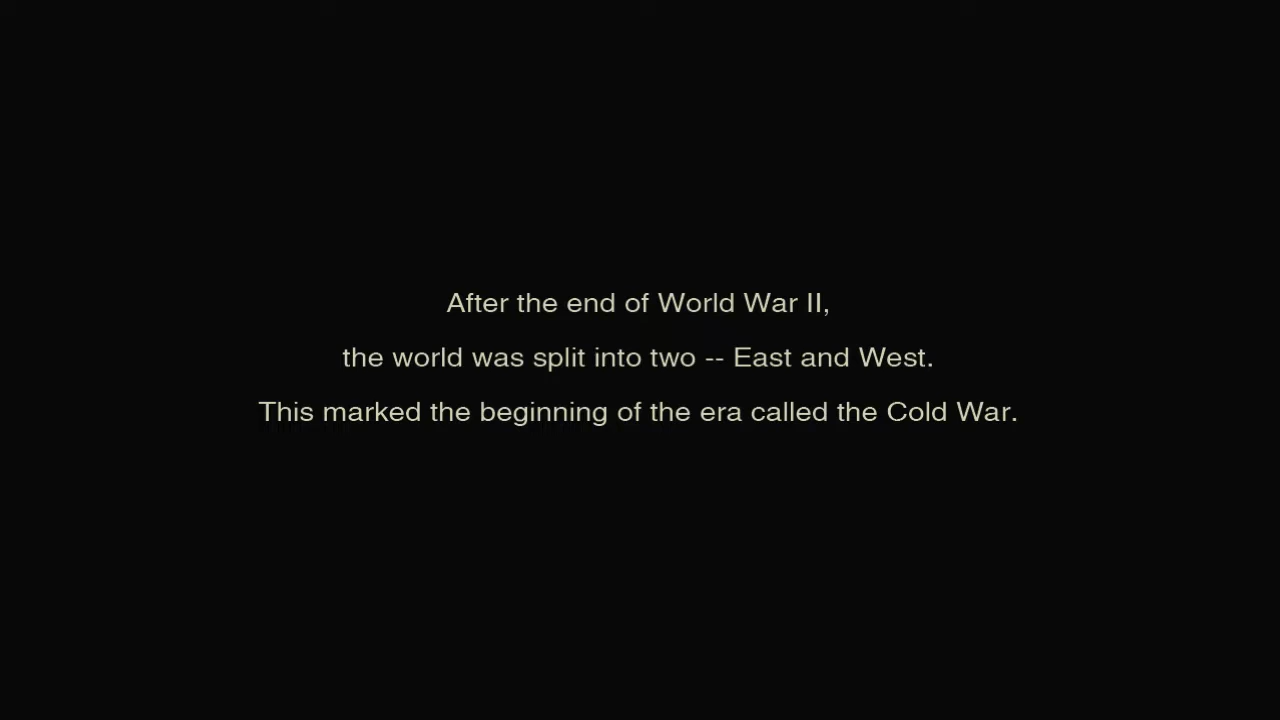 After the end of World War II,
the world was split into two -- East and West.
This marked the beginning of the era called the Cold War.